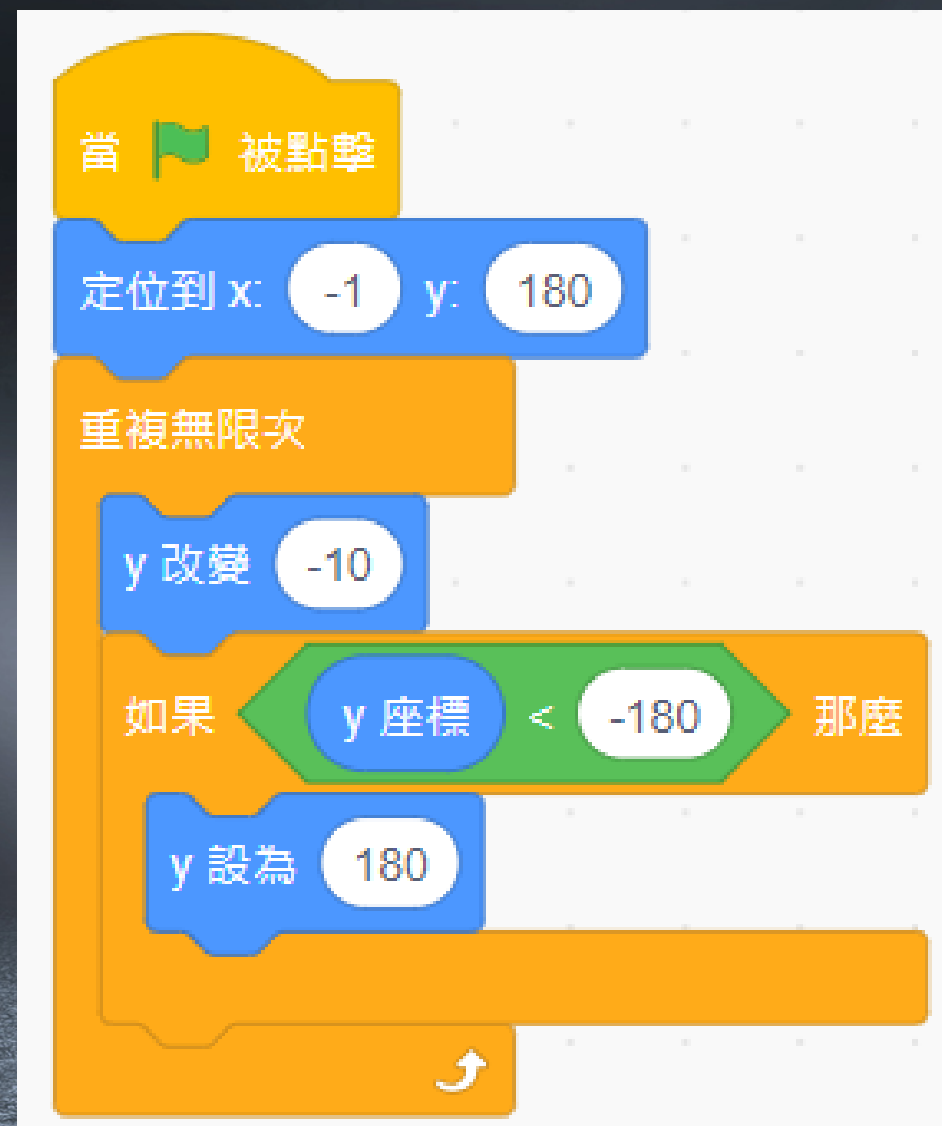 當 被點擊
定位到 x: -1 y: 180
重複無限次
y 改變 -10
如果 y 座標 < -180 那麼
y 設為 180